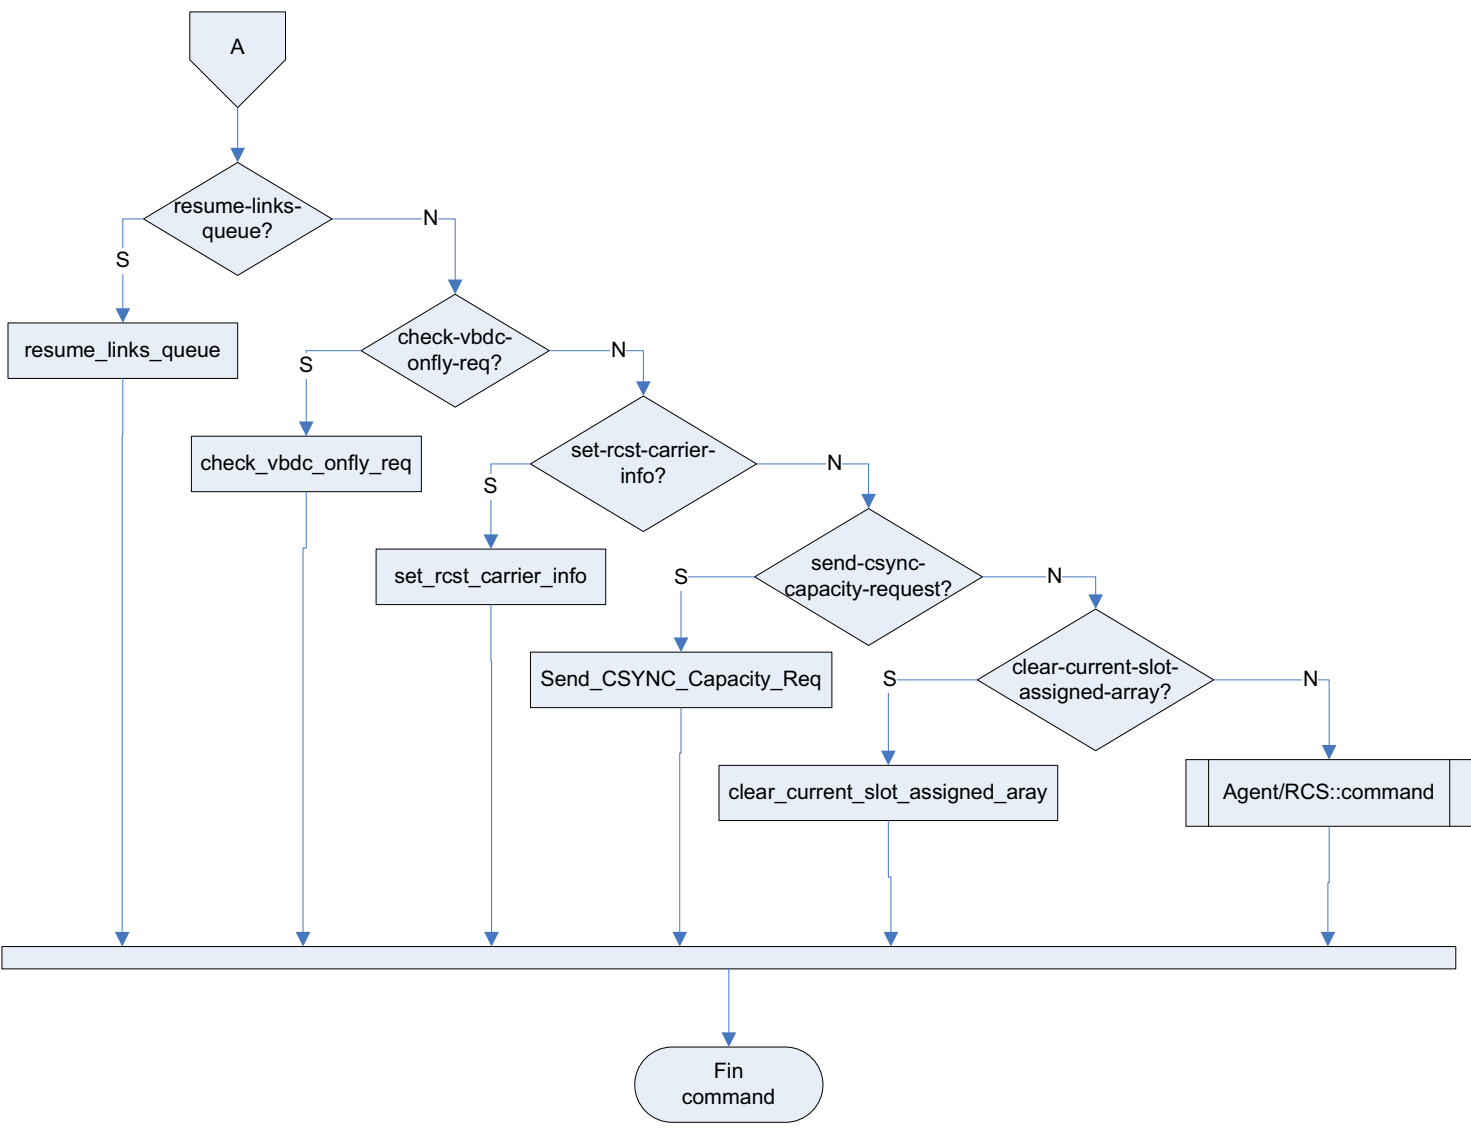 A
resume-links-
queue?
N
S
resume_links_queue
check-vbdc-
onfly-req?
N
S
check_vbdc_onfly_req
set-rcst-carrier-
info?
N
S
set_rcst_carrier_info
send-csync-
capacity-request?
N
S
Send_CSYNC_Capacity_Req
clear-current-slot-
assigned-array?
N
S
clear_current_slot_assigned_aray
Agent/RCS::command
Fin
command